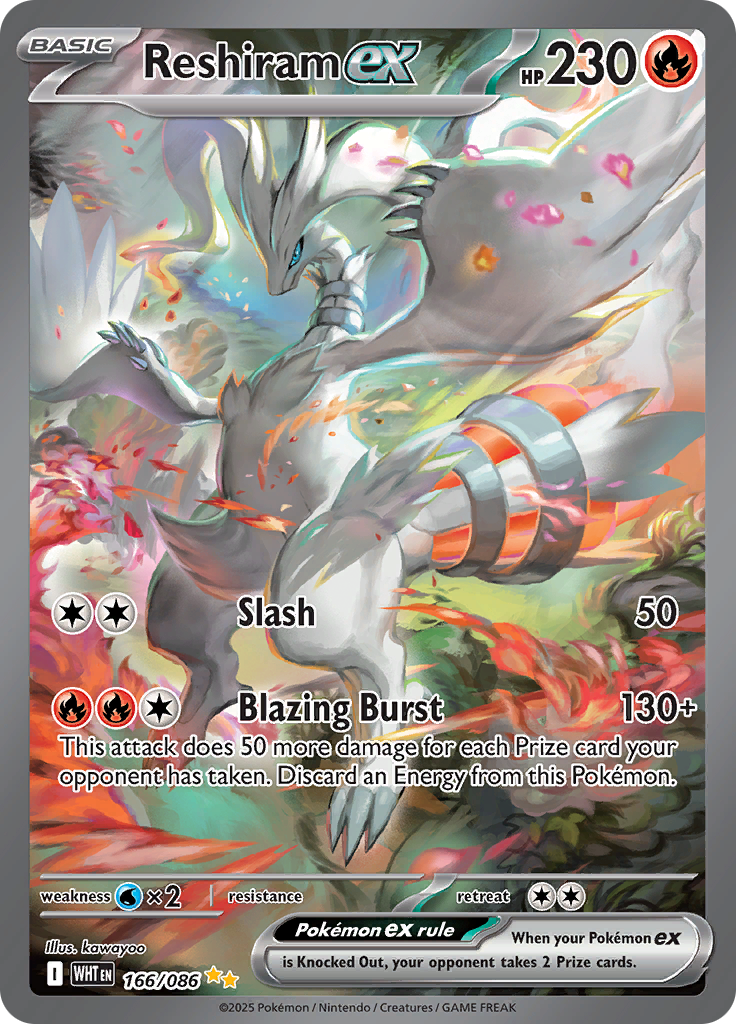 BASIC Reshiram ex HP 230
Slash 50
Blazing Burst 130+
This attack does 50 more damage for each Prize card your
opponent has taken. Discard an Energy from this Pokémon.
weakness ×2 resistance retreat
Pokémon ex rule When your Pokémon ex
is Knocked Out, your opponent takes 2 Prize cards.
Illus. kawayoo
I WHT EN 166/086
©2025 Pokémon / Nintendo / Creatures / GAME FREAK